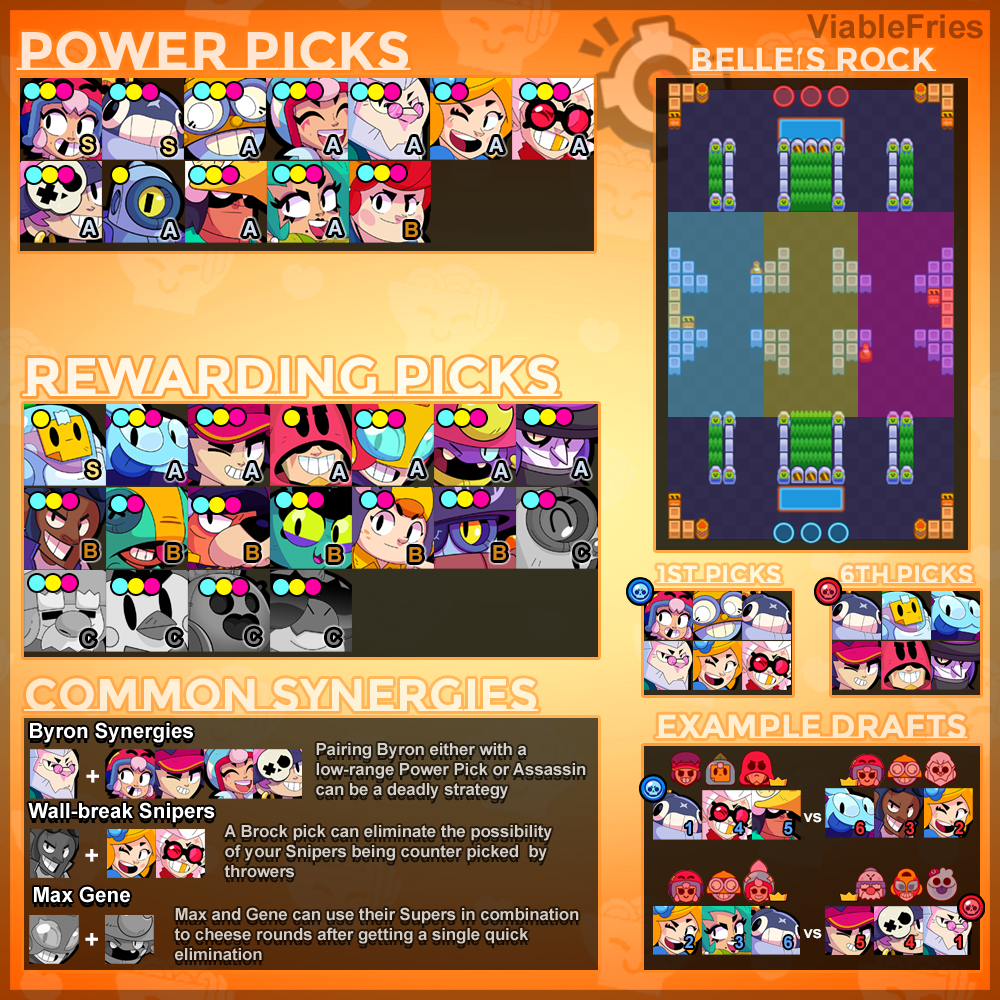 ViableFries
POWER PICKS
BELLE'S ROCK
S S A A A A A
A A A A B
REWARDING PICKS
S A A A A A A
B B B B B B C
C C C C
1ST PICKS
6TH PICKS
COMMON SYNERGIES
Byron Synergies
+
Pairing Byron either with a
low-range Power Pick or Assassin
can be a deadly strategy
Wall-break Snipers
+
A Brock pick can eliminate the possibility
of your Snipers being counter picked by
throwers
Max Gene
+
Max and Gene can use their Supers in combination
to cheese rounds after getting a single quick
elimination
EXAMPLE DRAFTS
1 4 5 vs 6 3 2
2 3 6 vs 5 4 1